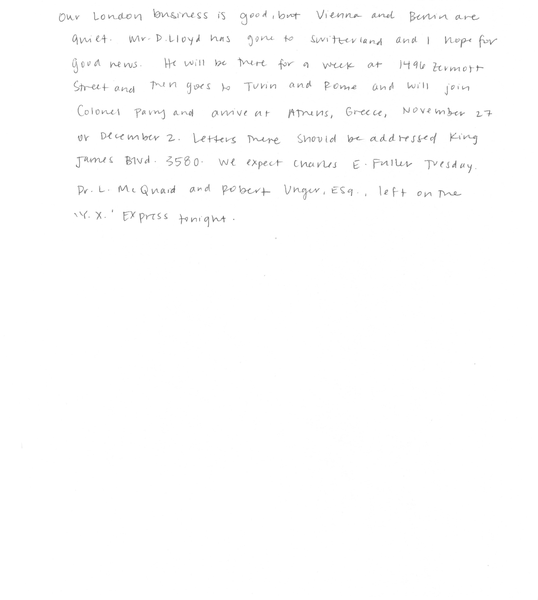 Our London business is good, but Vienna and Berlin are
quiet. Mr. D. Lloyd has gone to Switzerland and I hope for
good news. He will be there for a week at 1496 Zermott
Street and then goes to Turin and Rome and will join
Colonel Parry and arrive at Athens, Greece, November 27
or December 2. Letters there should be addressed King
James Blvd. 3580. We expect Charles E. Fuller Tuesday.
Dr. L. McQuaid and Robert Unger, Esq., left on the
'Y.X.' Express tonight.